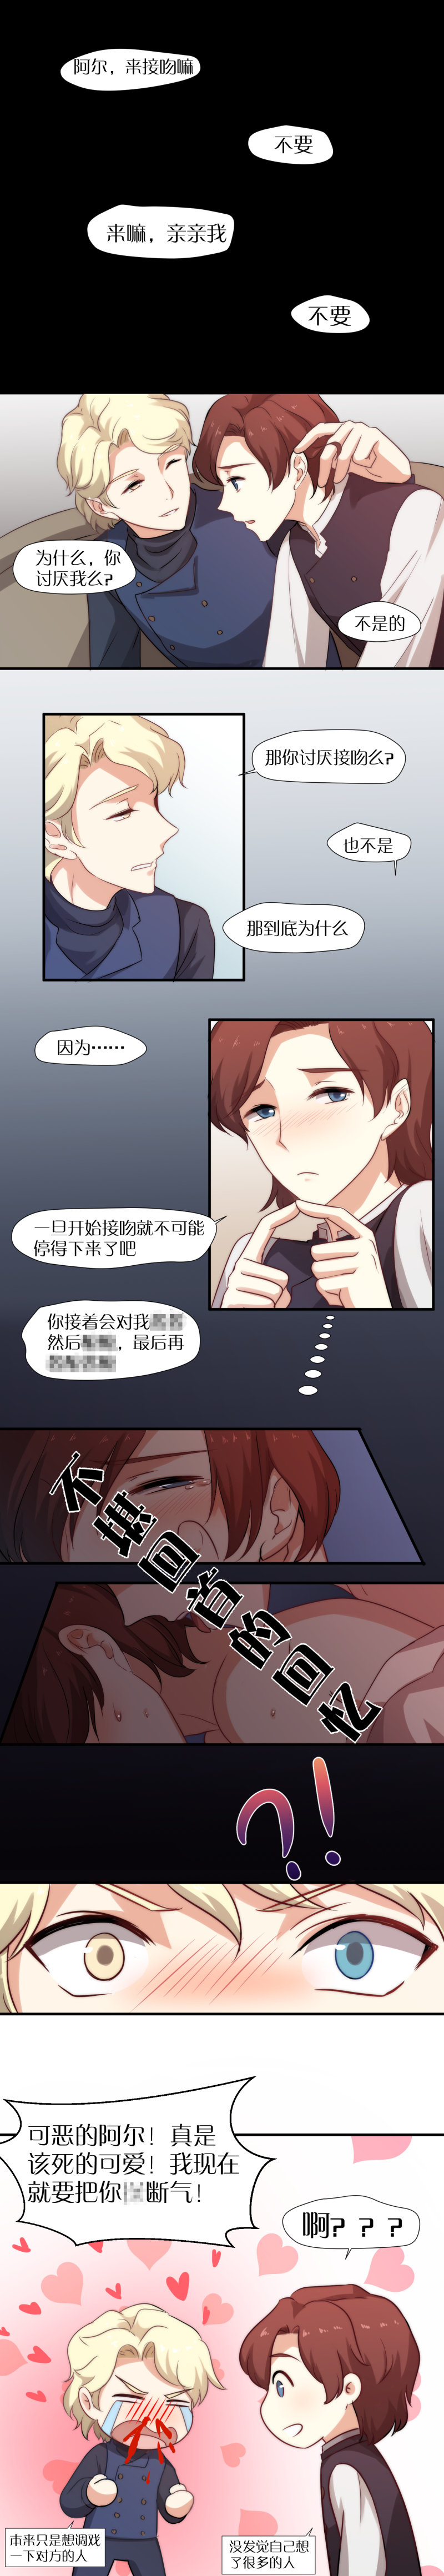 阿尔，来接吻嘛
不要
来嘛，亲亲我
不要
为什么，你
讨厌我么?
不是的
那你讨厌接吻么?
也不是
那到底为什么
因为……
一旦开始接吻就不可能
停得下来了吧
你接着会对我
然后，最后再
不堪回首的回忆
?!
可恶的阿尔！真是
该死的可爱！我现在
就要把你断气！
啊? ? ?
本来只是想调戏
一下对方的人
没发觉自己想
了很多的人